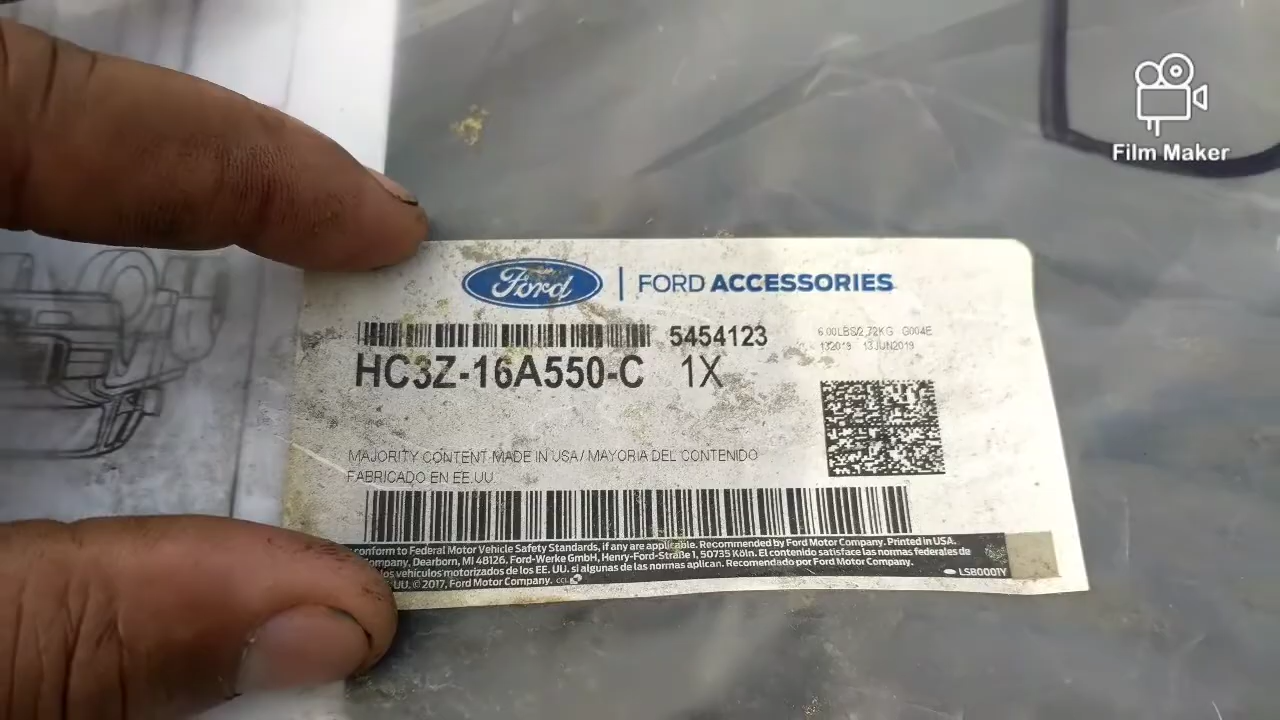 Film Maker
Ford | FORD ACCESSORIES
5454123
6.00LBS/2.72KG G004E
132019 13JUN2019
HC3Z-16A550-C 1X
MAJORITY CONTENT MADE IN USA / MAYORIA DEL CONTENIDO
FABRICADO EN EE.UU
conform to Federal Motor Vehicle Safety Standards, if any are applicable. Recommended by Ford Motor Company. Printed in USA.
Company, Dearborn, MI 48126. Ford-Werke GmbH, Henry-Ford-Straße 1, 50735 Köln. El contenido satisface las normas federales de
los vehículos motorizados de los EE. UU. si algunas de las normas aplican. Recomendado por Ford Motor Company.
UU. © 2017, Ford Motor Company. CCL
LSB0001Y